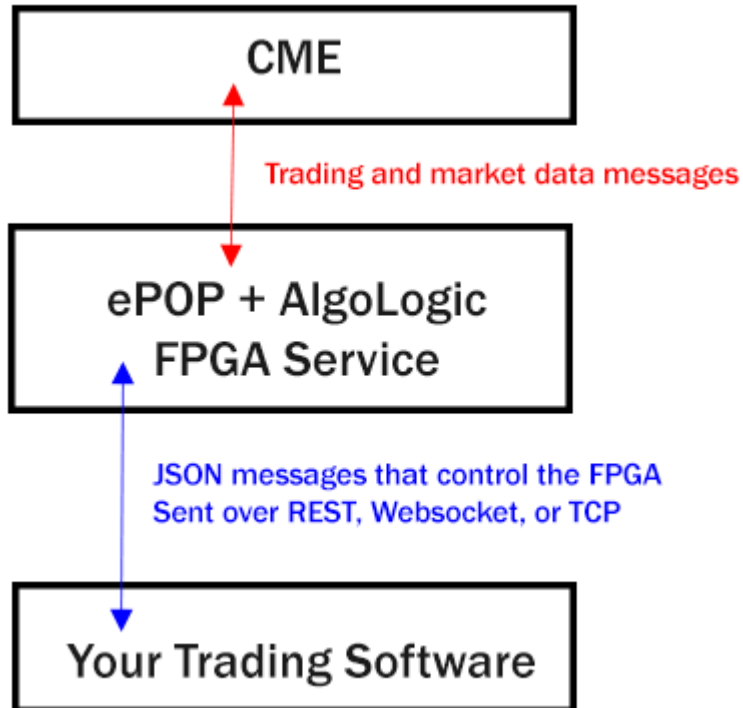 CME
Trading and market data messages
ePOP + AlgoLogic
FPGA Service
JSON messages that control the FPGA
Sent over REST, Websocket, or TCP
Your Trading Software